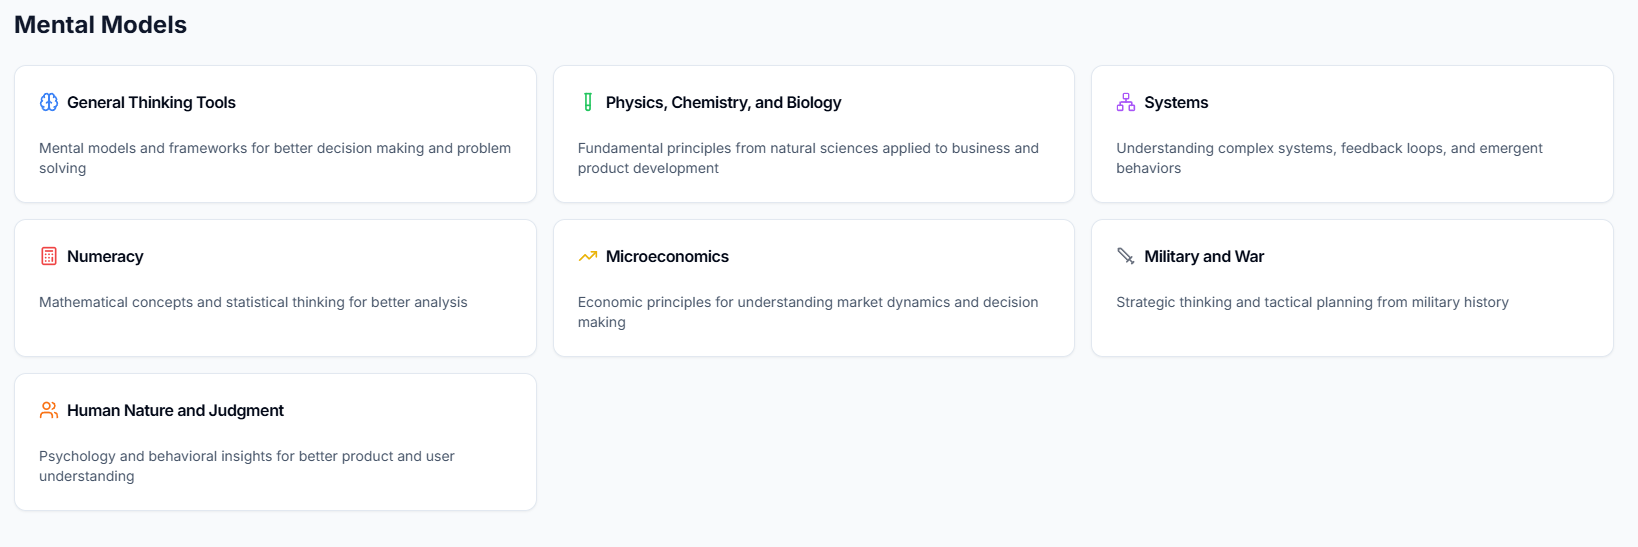 Mental Models
General Thinking Tools
Mental models and frameworks for better decision making and problem
solving
Physics, Chemistry, and Biology
Fundamental principles from natural sciences applied to business and
product development
Systems
Understanding complex systems, feedback loops, and emergent
behaviors
Numeracy
Mathematical concepts and statistical thinking for better analysis
Microeconomics
Economic principles for understanding market dynamics and decision
making
Military and War
Strategic thinking and tactical planning from military history
Human Nature and Judgment
Psychology and behavioral insights for better product and user
understanding